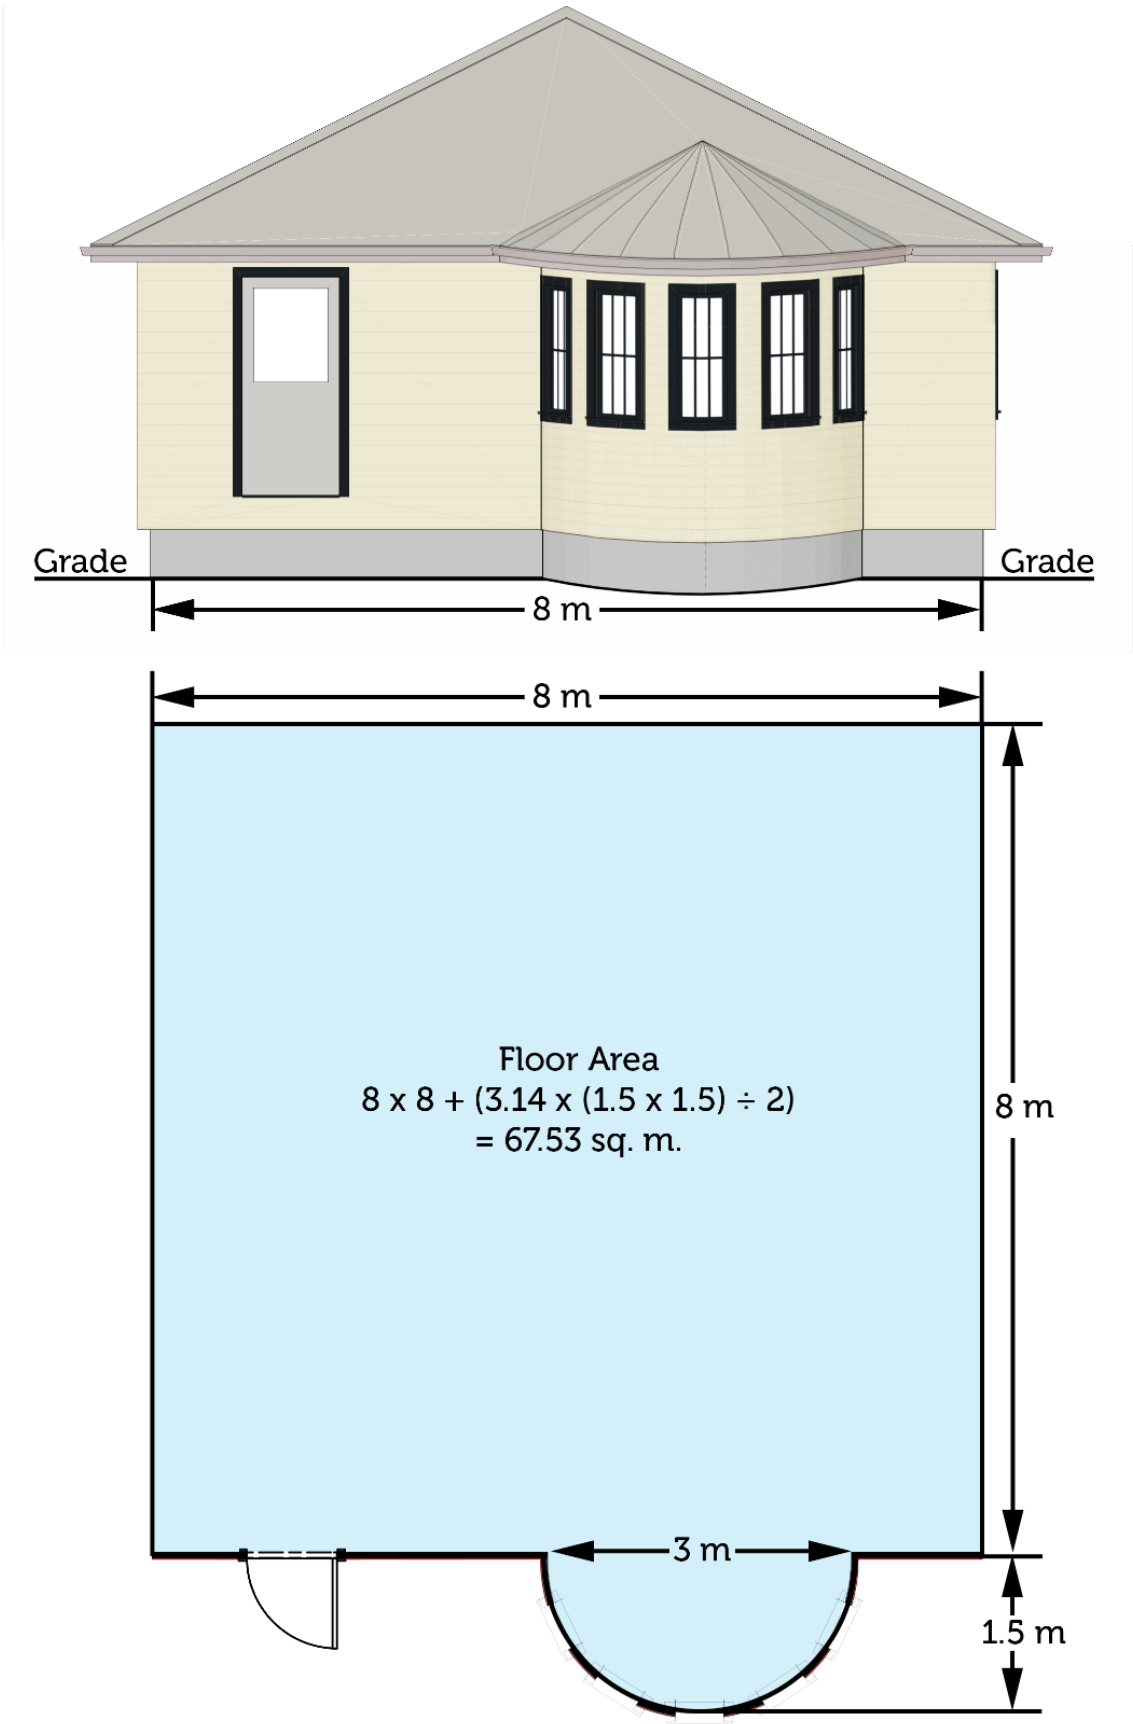 Grade
Grade
8 m
8 m
Floor Area
8 x 8 + (3.14 x (1.5 x 1.5) ÷ 2)
= 67.53 sq. m.
8 m
3 m
1.5 m